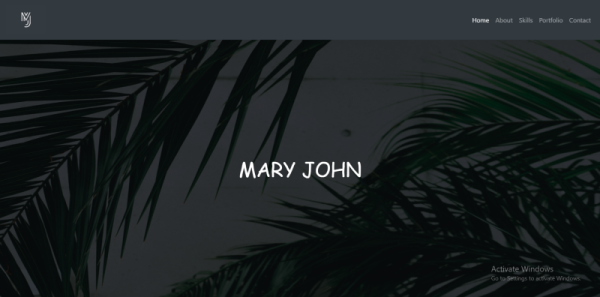 MJ
Home About Skills Portfolio Contact
MARY JOHN
Activate Windows
Go to Settings to activate Windows.